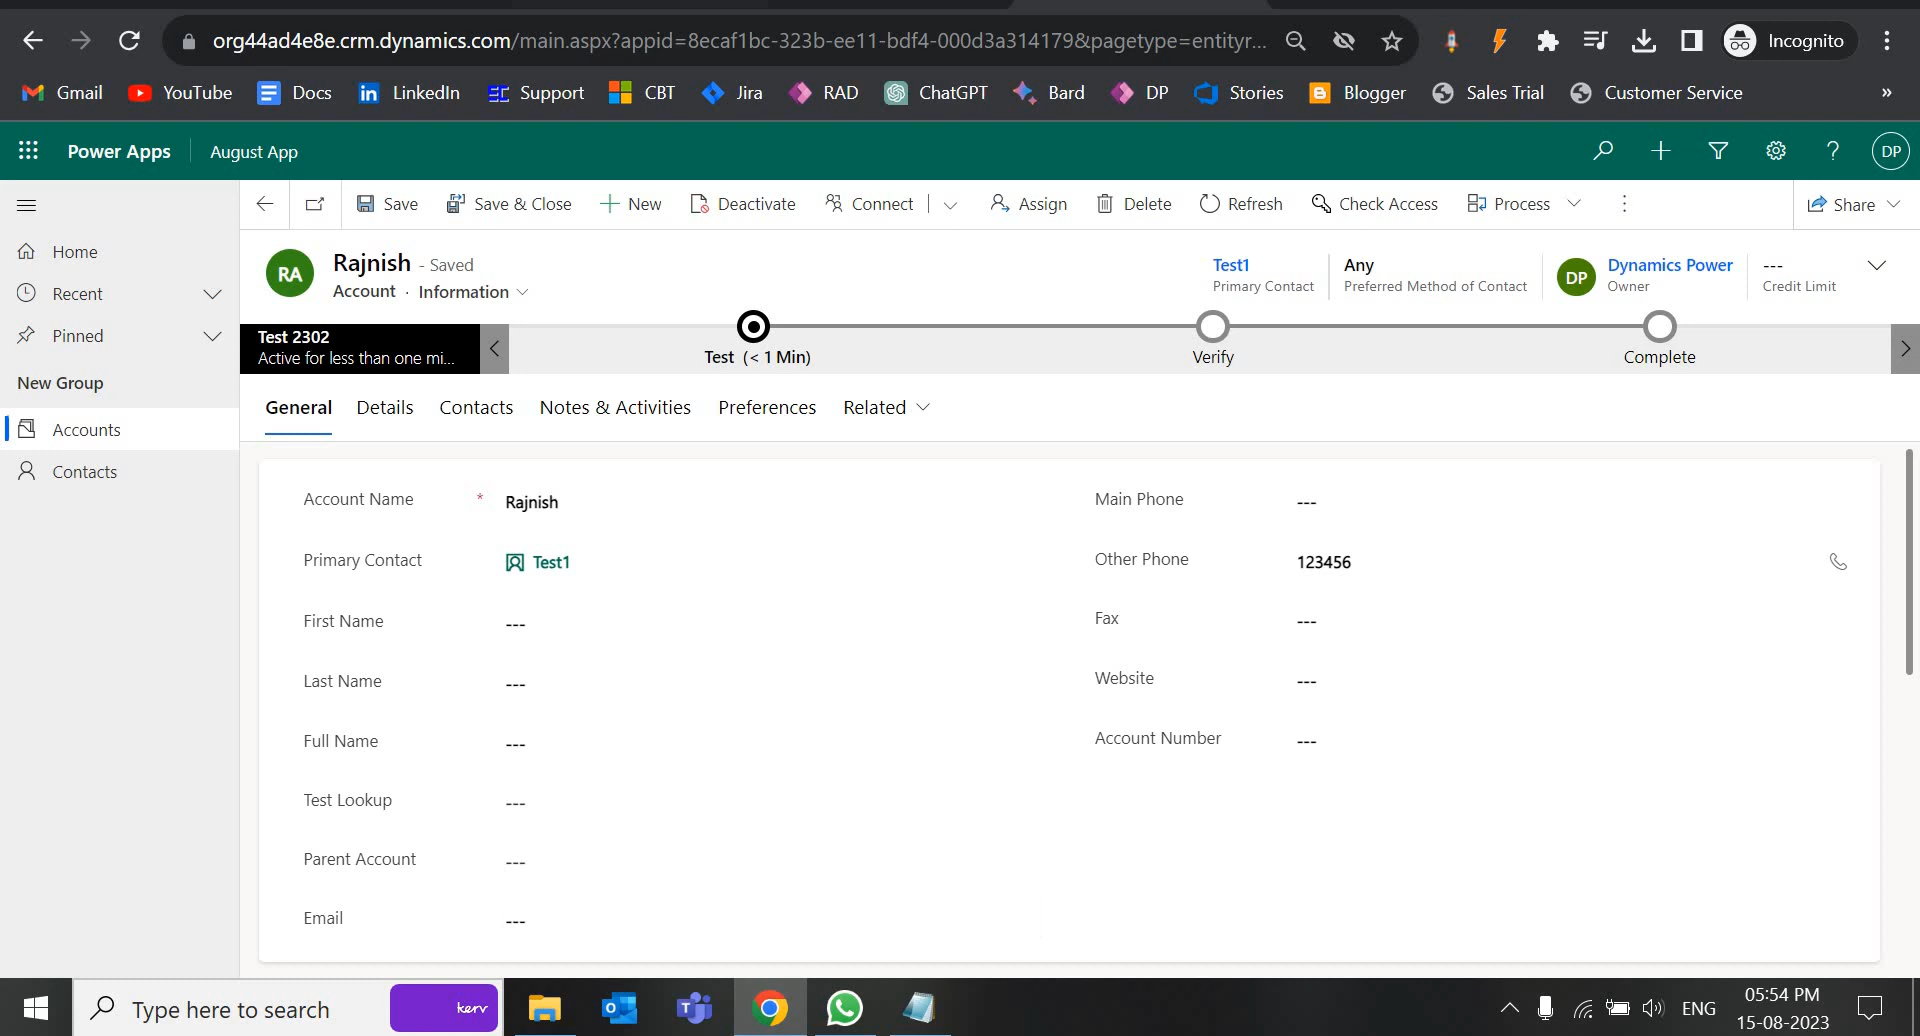 org44ad4e8e.crm.dynamics.com/main.aspx?appid=8ecaf1bc-323b-ee11-bdf4-000d3a314179&pagetype=entityr...
Incognito
Gmail YouTube Docs LinkedIn Support CBT Jira RAD ChatGPT Bard DP Stories Blogger Sales Trial Customer Service »
Power Apps August App ? DP
Save Save & Close New Deactivate Connect Assign Delete Refresh Check Access Process Share
Home
Recent
Pinned
New Group
Accounts
Contacts
RA
Rajnish - Saved
Account · Information
Test1
Primary Contact
Any
Preferred Method of Contact
DP
Dynamics Power
Owner
---
Credit Limit
Test 2302
Active for less than one mi...
Test (< 1 Min)
Verify
Complete
General Details Contacts Notes & Activities Preferences Related
Account Name * Rajnish
Primary Contact Test1
First Name ---
Last Name ---
Full Name ---
Test Lookup ---
Parent Account ---
Email ---
Main Phone ---
Other Phone 123456
Fax ---
Website ---
Account Number ---
Type here to search
kerv
ENG
05:54 PM
15-08-2023